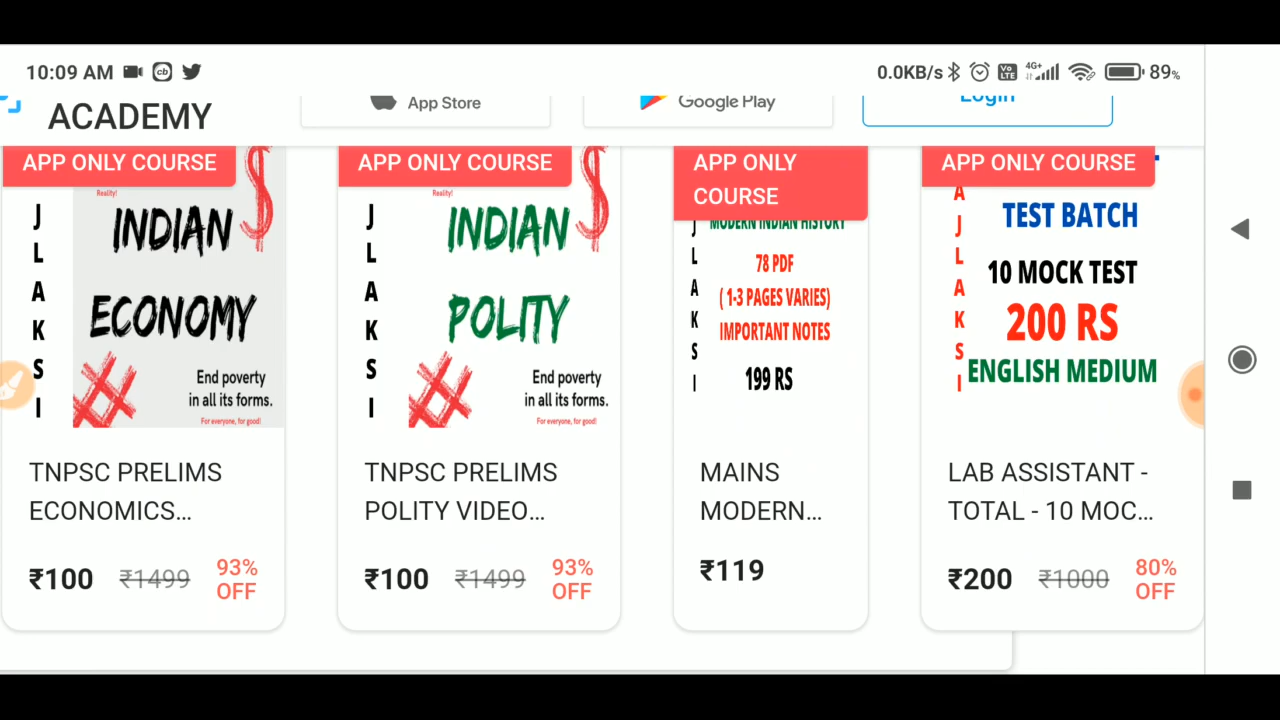 10:09 AM
0.0KB/s
Vo LTE
4G+
89%
ACADEMY
App Store
Google Play
Login
APP ONLY COURSE
Reality!
J
L
A
K
S
I
INDIAN
ECONOMY
End poverty
in all its forms.
For everyone, for good!
TNPSC PRELIMS
ECONOMICS...
₹100 ₹1499 93%
OFF
APP ONLY COURSE
Reality!
J
L
A
K
S
I
INDIAN
POLITY
End poverty
in all its forms.
For everyone, for good!
TNPSC PRELIMS
POLITY VIDEO...
₹100 ₹1499 93%
OFF
APP ONLY
COURSE
J
L
A
K
S
I
MODERN INDIAN HISTORY
78 PDF
( 1-3 PAGES VARIES)
IMPORTANT NOTES
199 RS
MAINS
MODERN...
₹119
APP ONLY COURSE
A
J
L
A
K
S
I
TEST BATCH
10 MOCK TEST
200 RS
ENGLISH MEDIUM
LAB ASSISTANT -
TOTAL - 10 MOC...
₹200 ₹1000 80%
OFF